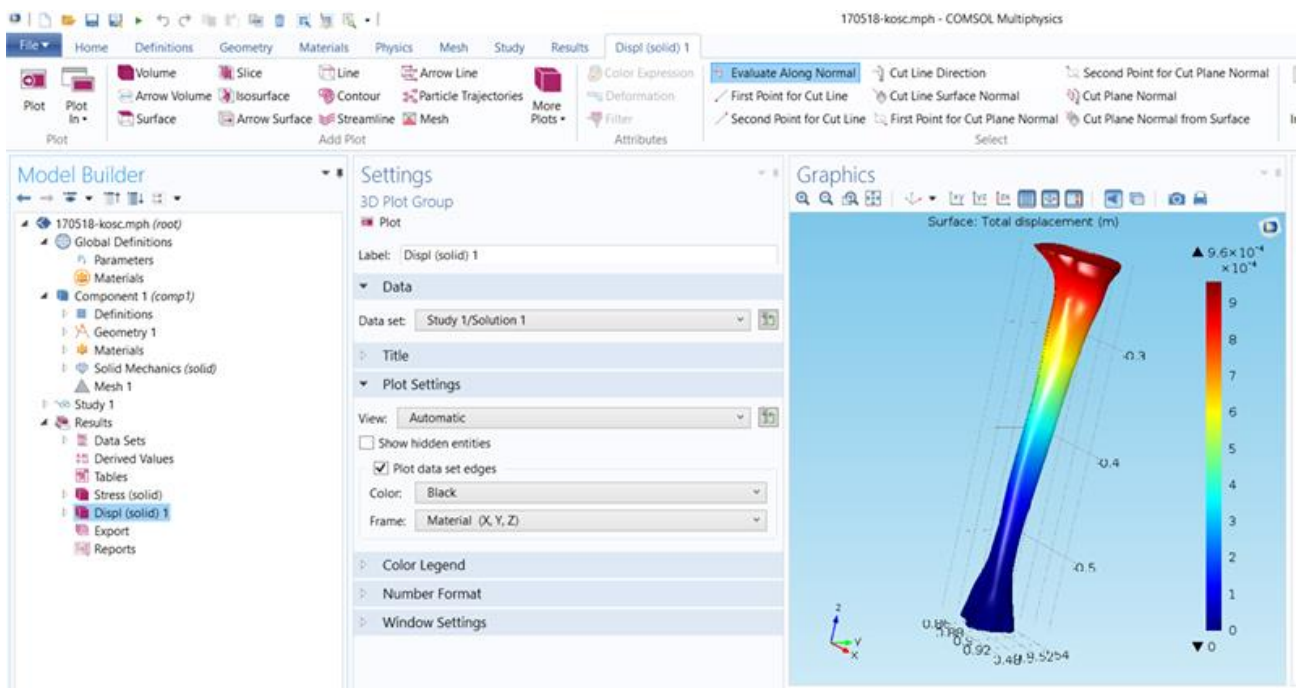 170518-kosc.mph - COMSOL Multiphysics
File Home Definitions Geometry Materials Physics Mesh Study Results Displ (solid) 1
Volume Slice Line Arrow Line Color Expression Evaluate Along Normal Cut Line Direction Second Point for Cut Plane Normal
Plot Plot In Arrow Volume Isosurface Contour Particle Trajectories More Plots Deformation First Point for Cut Line Cut Line Surface Normal Cut Plane Normal
Surface Arrow Surface Streamline Mesh Filter Second Point for Cut Line First Point for Cut Plane Normal Cut Plane Normal from Surface
Plot Add Plot Attributes Select
Model Builder
170518-kosc.mph (root)
Global Definitions
Parameters
Materials
Component 1 (comp1)
Definitions
Geometry 1
Materials
Solid Mechanics (solid)
Mesh 1
Study 1
Results
Data Sets
Derived Values
Tables
Stress (solid)
Displ (solid) 1
Export
Reports
Settings
3D Plot Group
Plot
Label: Displ (solid) 1
Data
Data set: Study 1/Solution 1
Title
Plot Settings
View: Automatic
Show hidden entities
Plot data set edges
Color: Black
Frame: Material (X, Y, Z)
Color Legend
Number Format
Window Settings
Graphics
Surface: Total displacement (m)
▲ 9.6×10⁻⁴
×10⁻⁴
9
8
7
6
5
4
3
2
1
0
▼ 0
-0.3
-0.4
-0.5
0.92
z
y
x